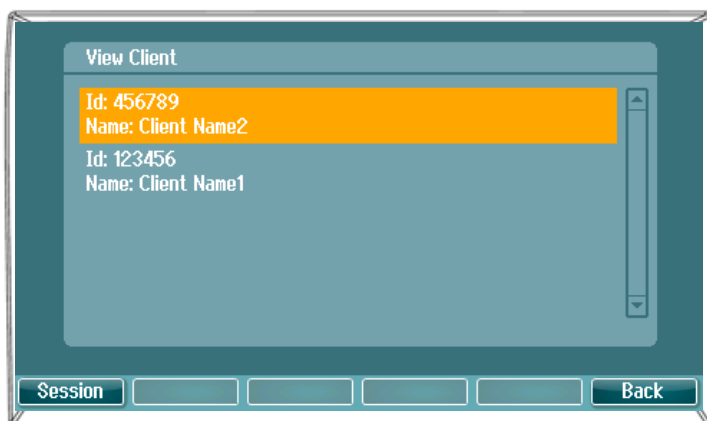 View Client
Id: 456789
Name: Client Name2
Id: 123456
Name: Client Name1
Session
Back